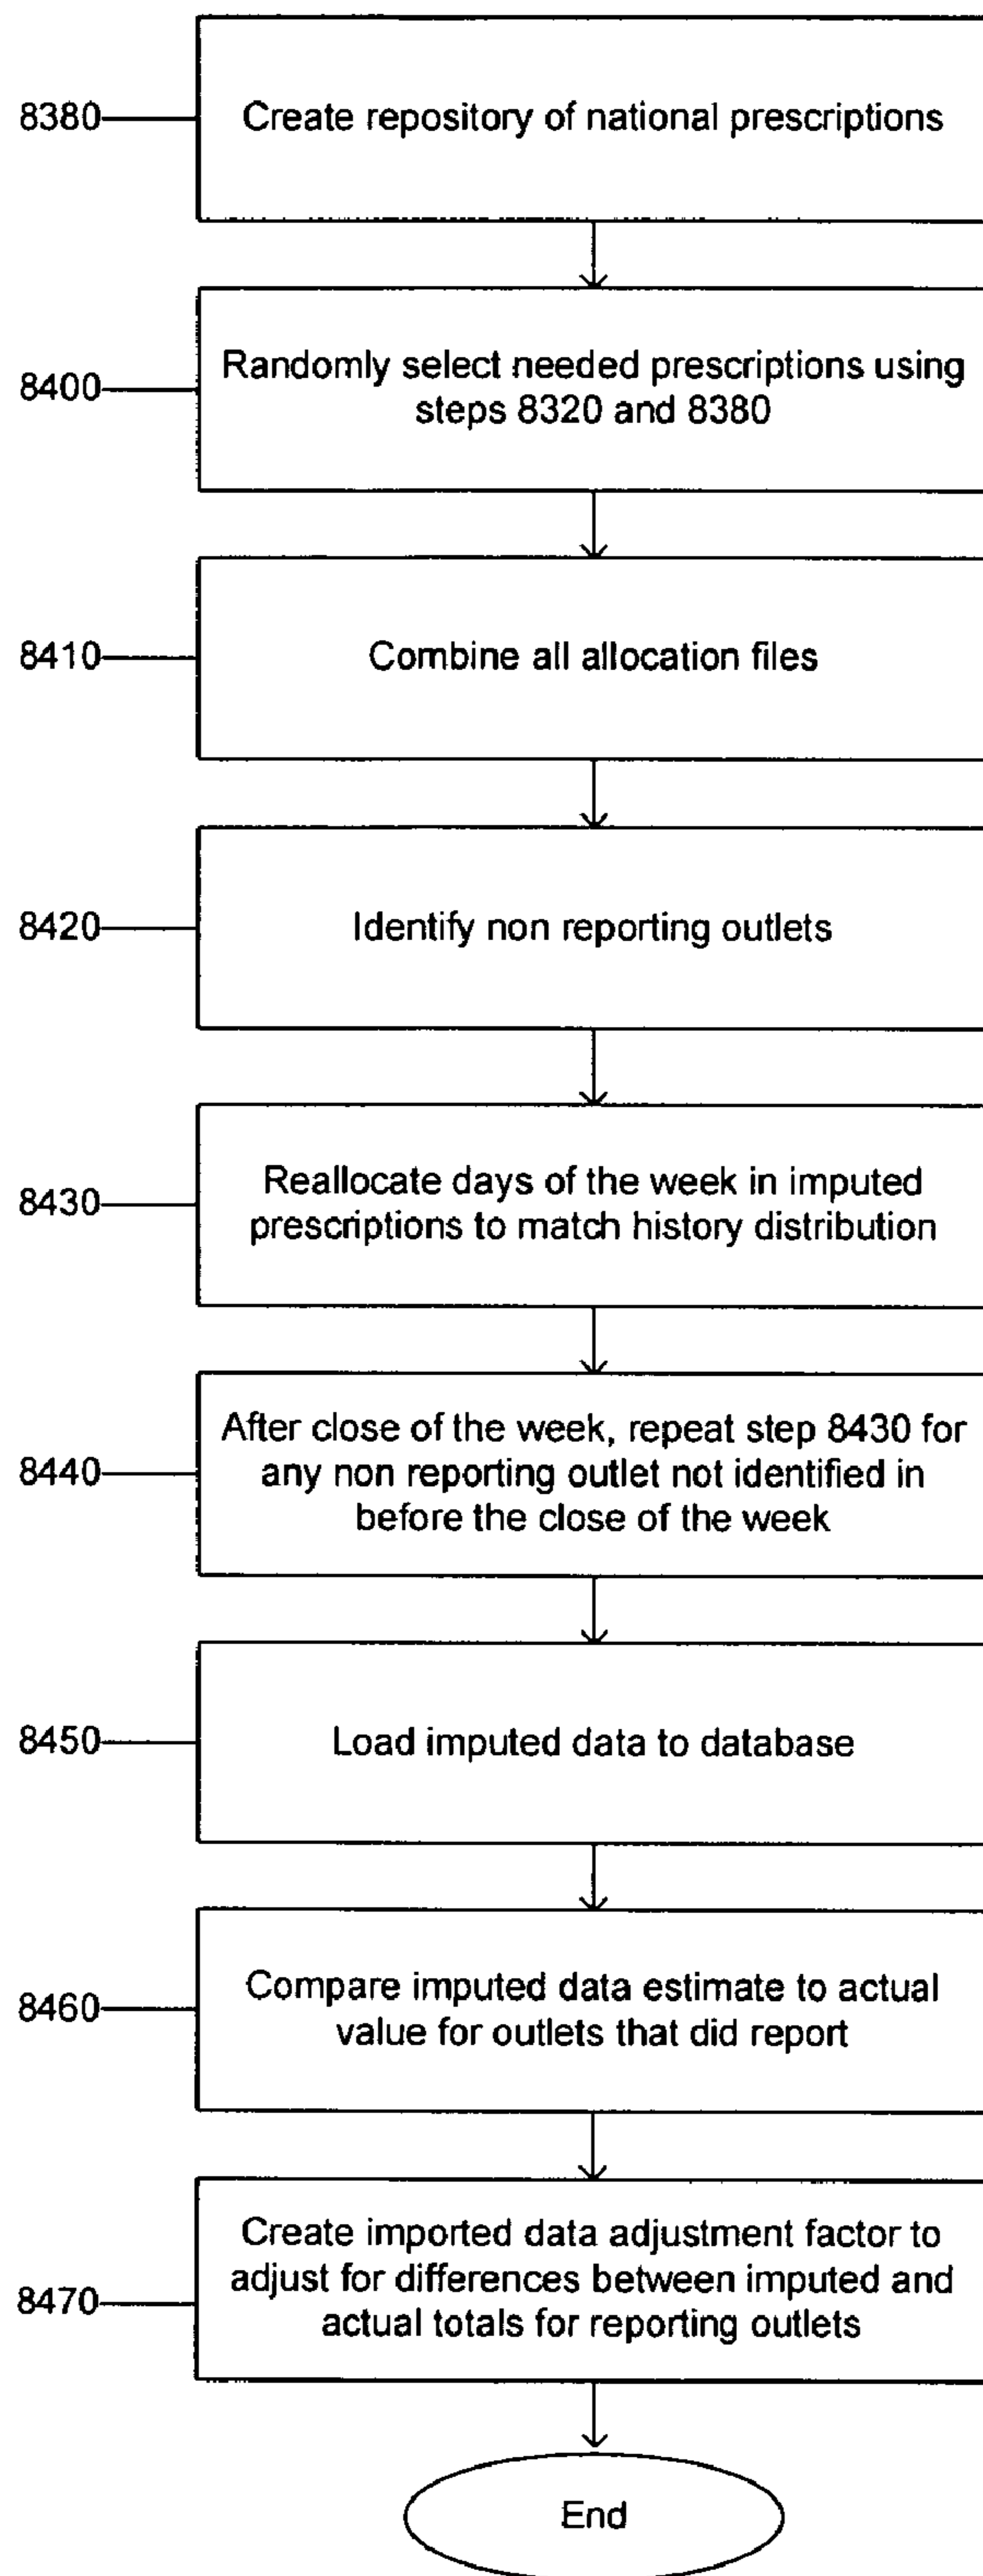 8380
Create repository of national prescriptions
8400
Randomly select needed prescriptions using
steps 8320 and 8380
8410
Combine all allocation files
8420
Identify non reporting outlets
8430
Reallocate days of the week in imputed
prescriptions to match history distribution
8440
After close of the week, repeat step 8430 for
any non reporting outlet not identified in
before the close of the week
8450
Load imputed data to database
8460
Compare imputed data estimate to actual
value for outlets that did report
8470
Create imported data adjustment factor to
adjust for differences between imputed and
actual totals for reporting outlets
End